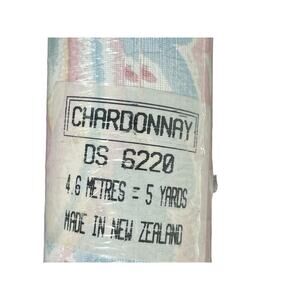 CHARDONNAY
DS 6220
4.6 METRES = 5 YARDS
MADE IN NEW ZEALAND